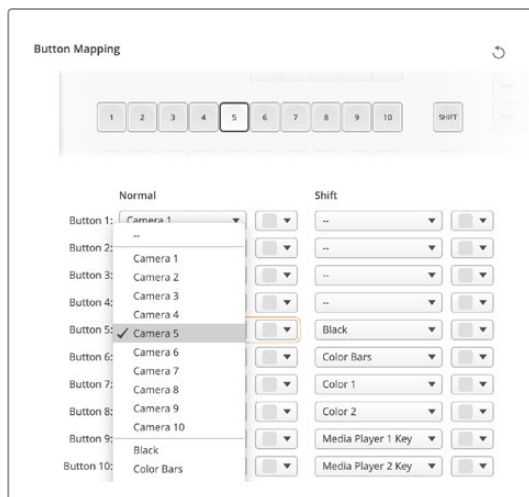 Button Mapping
1 2 3 4 5 6 7 8 9 10 SHIFT
Normal Shift
Button 1: Camera 1 --
--
Button 2: --
Camera 1
Camera 2
Button 3: --
Camera 3
Button 4: --
Camera 4
Button 5: ✓ Camera 5 Black
Button 6: Camera 6 Color Bars
Camera 7
Button 7: Color 1
Camera 8
Button 8: Color 2
Camera 9
Button 9: Media Player 1 Key
Camera 10
Black
Button 10: Media Player 2 Key
Color Bars